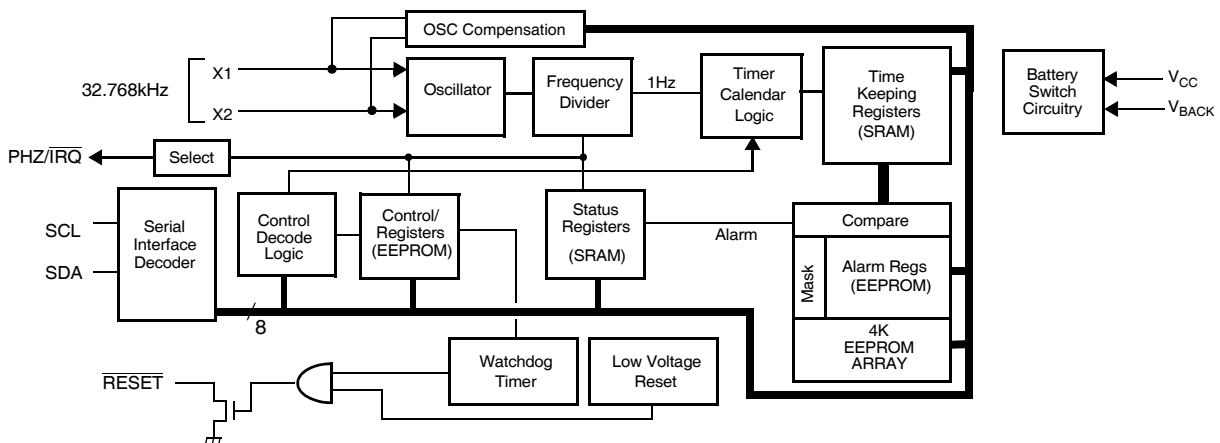 OSC Compensation
32.768kHz
X1
X2
Oscillator
Frequency
Divider
1Hz
Timer
Calendar
Logic
Time
Keeping
Registers
(SRAM)
Battery
Switch
Circuitry
VCC
VBACK
PHZ/IRQ
Select
SCL
SDA
Serial
Interface
Decoder
Control
Decode
Logic
Control/
Registers
(EEPROM)
Status
Registers
(SRAM)
Alarm
Compare
Mask
Alarm Regs
(EEPROM)
4K
EEPROM
ARRAY
8
Watchdog
Timer
Low Voltage
Reset
RESET